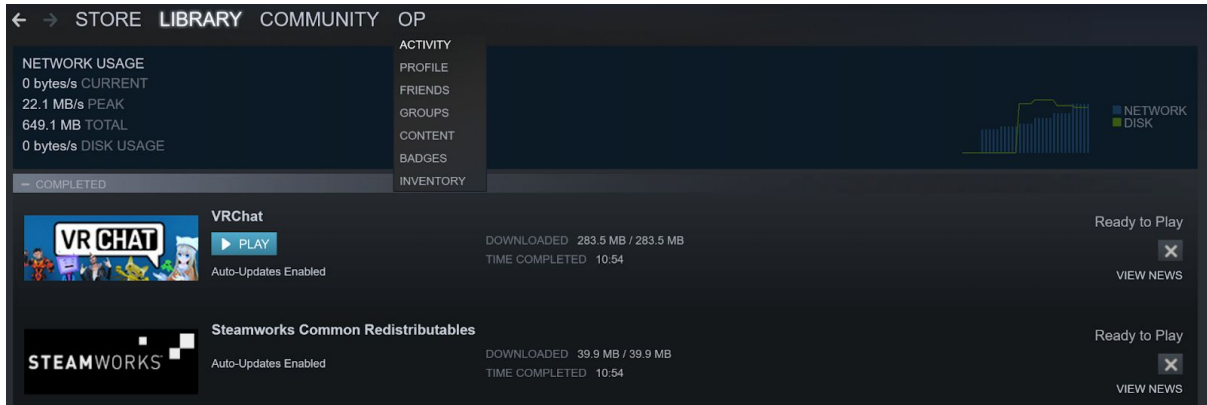 ← → STORE LIBRARY COMMUNITY OP
ACTIVITY
PROFILE
FRIENDS
GROUPS
CONTENT
BADGES
INVENTORY
NETWORK USAGE
0 bytes/s CURRENT
22.1 MB/s PEAK
649.1 MB TOTAL
0 bytes/s DISK USAGE
NETWORK
DISK
– COMPLETED
VR CHAT
VRChat
PLAY
Auto-Updates Enabled
DOWNLOADED 283.5 MB / 283.5 MB
TIME COMPLETED 10:54
Ready to Play
VIEW NEWS
STEAMWORKS
Steamworks Common Redistributables
Auto-Updates Enabled
DOWNLOADED 39.9 MB / 39.9 MB
TIME COMPLETED 10:54
Ready to Play
VIEW NEWS